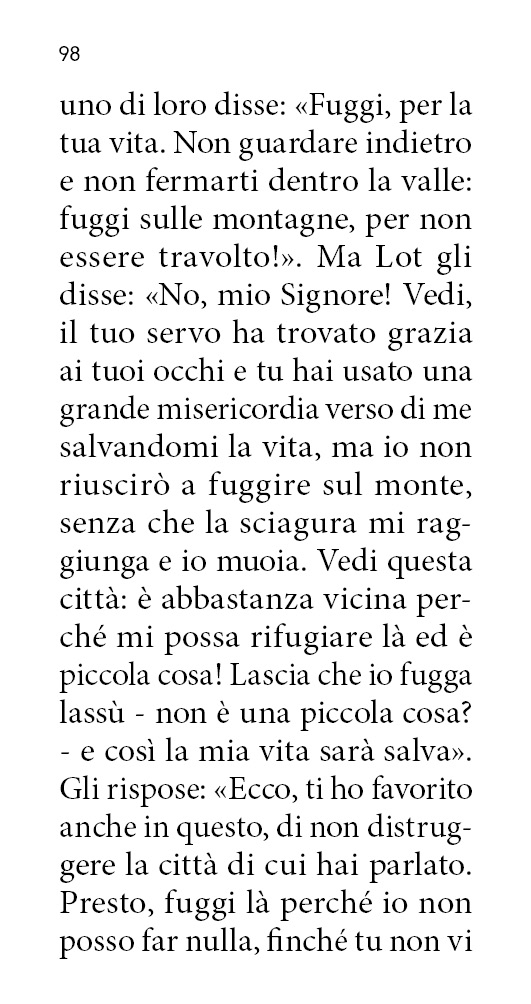 98
uno di loro disse: «Fuggi, per la
tua vita. Non guardare indietro
e non fermarti dentro la valle:
fuggi sulle montagne, per non
essere travolto!». Ma Lot gli
disse: «No, mio Signore! Vedi,
il tuo servo ha trovato grazia
ai tuoi occhi e tu hai usato una
grande misericordia verso di me
salvandomi la vita, ma io non
riuscirò a fuggire sul monte,
senza che la sciagura mi rag-
giunga e io muoia. Vedi questa
città: è abbastanza vicina per-
ché mi possa rifugiare là ed è
piccola cosa! Lascia che io fugga
lassù - non è una piccola cosa?
- e così la mia vita sarà salva».
Gli rispose: «Ecco, ti ho favorito
anche in questo, di non distrug-
gere la città di cui hai parlato.
Presto, fuggi là perché io non
posso far nulla, finché tu non vi